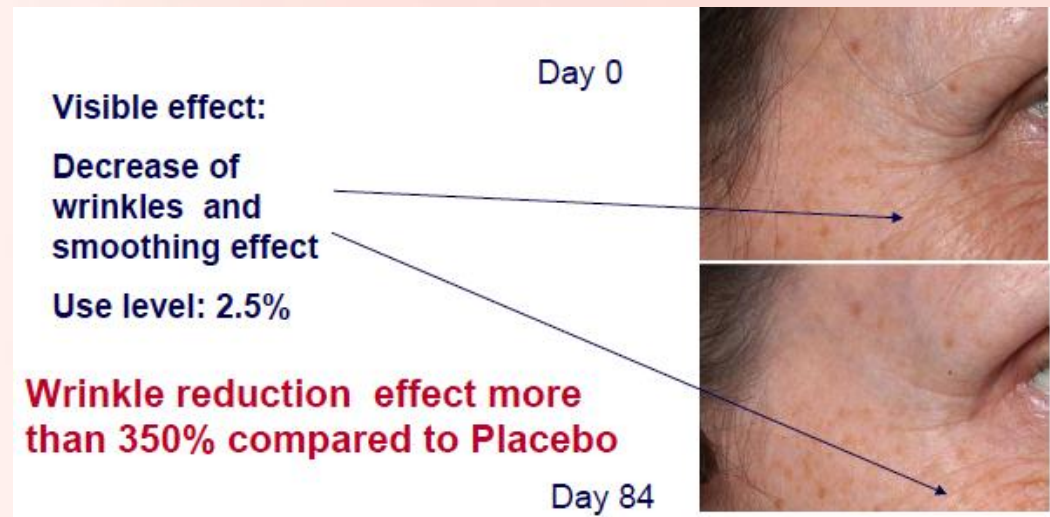 Day 0
Visible effect:
Decrease of
wrinkles and
smoothing effect
Use level: 2.5%
Wrinkle reduction effect more
than 350% compared to Placebo
Day 84